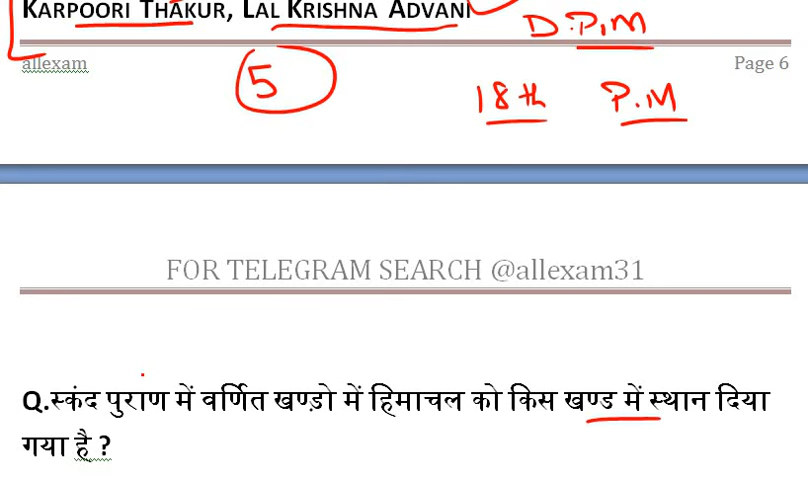 KARPOORI THAKUR, LAL KRISHNA ADVANI
D.P.M
allexam
Page 6
5
18th P.M
FOR TELEGRAM SEARCH @allexam31
Q.स्कंद पुराण में वर्णित खण्ड़ो में हिमाचल को किस खण्ड में स्थान दिया
गया है ?